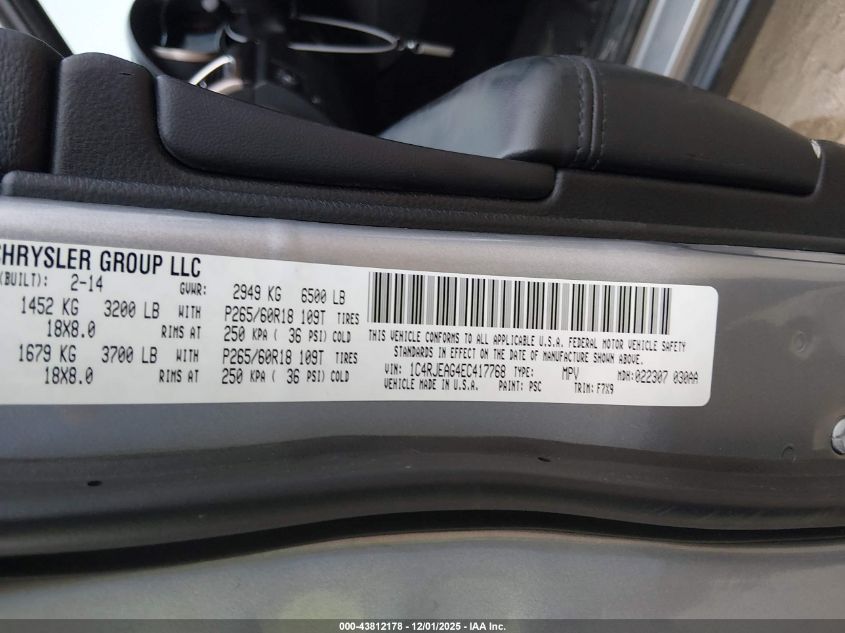 CHRYSLER GROUP LLC
(BUILT): 2-14 GVWR: 2949 KG 6500 LB
1452 KG 3200 LB WITH P265/60R18 109T TIRES
18X8.0 RIMS AT 250 KPA ( 36 PSI) COLD
1679 KG 3700 LB WITH P265/60R18 109T TIRES
18X8.0 RIMS AT 250 KPA ( 36 PSI) COLD
THIS VEHICLE CONFORMS TO ALL APPLICABLE U.S.A. FEDERAL MOTOR VEHICLE SAFETY
STANDARDS IN EFFECT ON THE DATE OF MANUFACTURE SHOWN ABOVE.
VIN: 1C4RJEAG4EC417768 TYPE: MPV MDH: 022307 030AA
VEHICLE MADE IN U.S.A. PAINT: PSC TRIM: F7X9
000-43812178 - 12/01/2025 - IAA Inc.